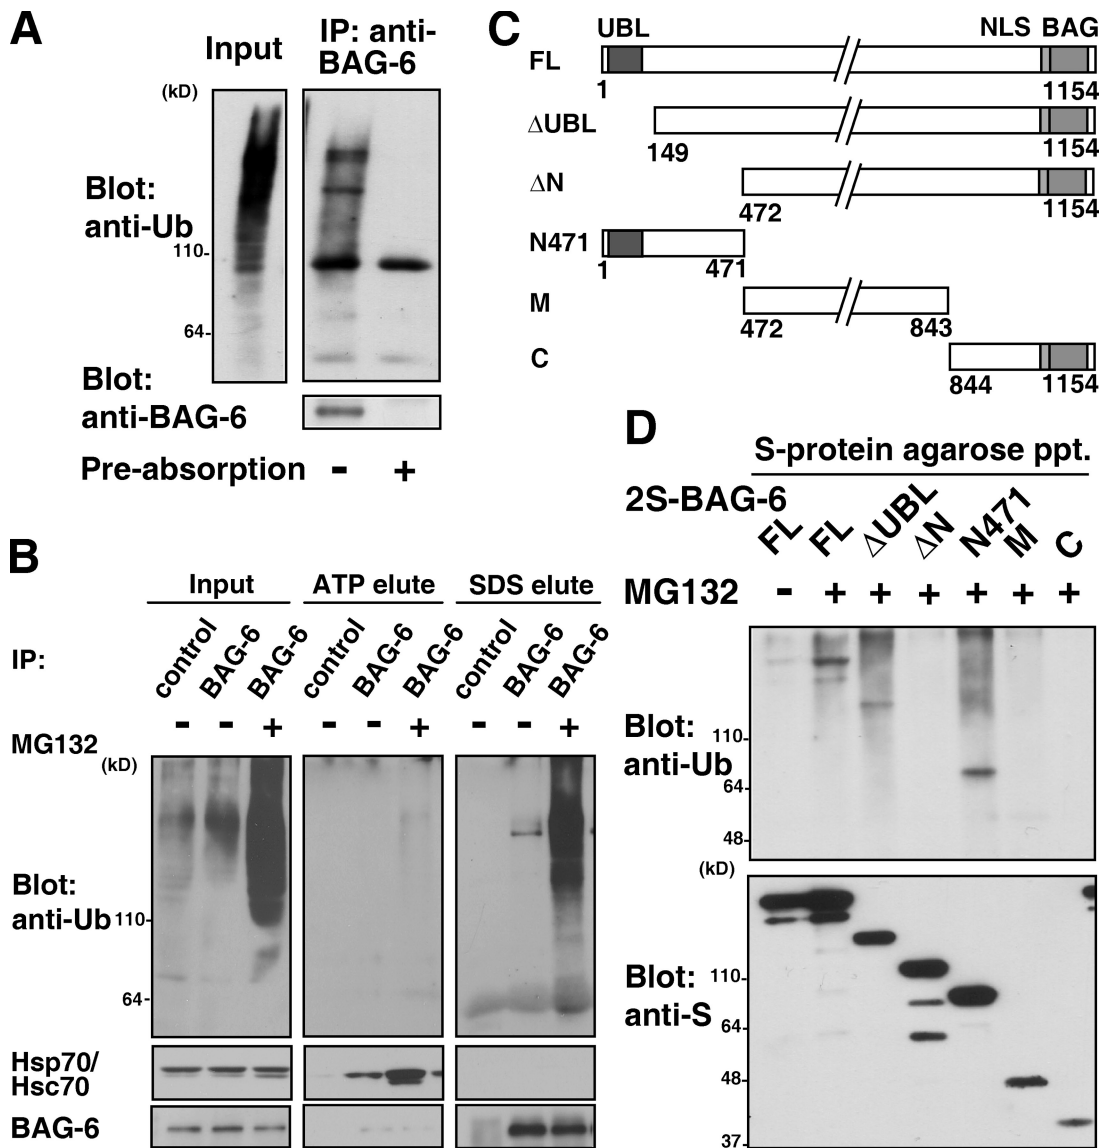 A
Input
IP: anti-
BAG-6
(kD)
Blot:
anti-Ub
110-
64-
Blot:
anti-BAG-6
Pre-absorption - +
B
Input ATP elute SDS elute
IP: control BAG-6 BAG-6 control BAG-6 BAG-6 control BAG-6 BAG-6
MG132 - - + - - + - - +
(kD)
Blot:
anti-Ub
110-
64-
Hsp70/
Hsc70
BAG-6
C
UBL NLS BAG
FL
1 1154
ΔUBL
149 1154
ΔN
472 1154
N471
1 471
M
472 843
C
844 1154
D
S-protein agarose ppt.
2S-BAG-6
FL FL ΔUBL ΔN N471 M C
MG132 - + + + + + +
Blot:
anti-Ub
110-
64-
48-
(kD)
Blot:
anti-S
110-
64-
48-
37-